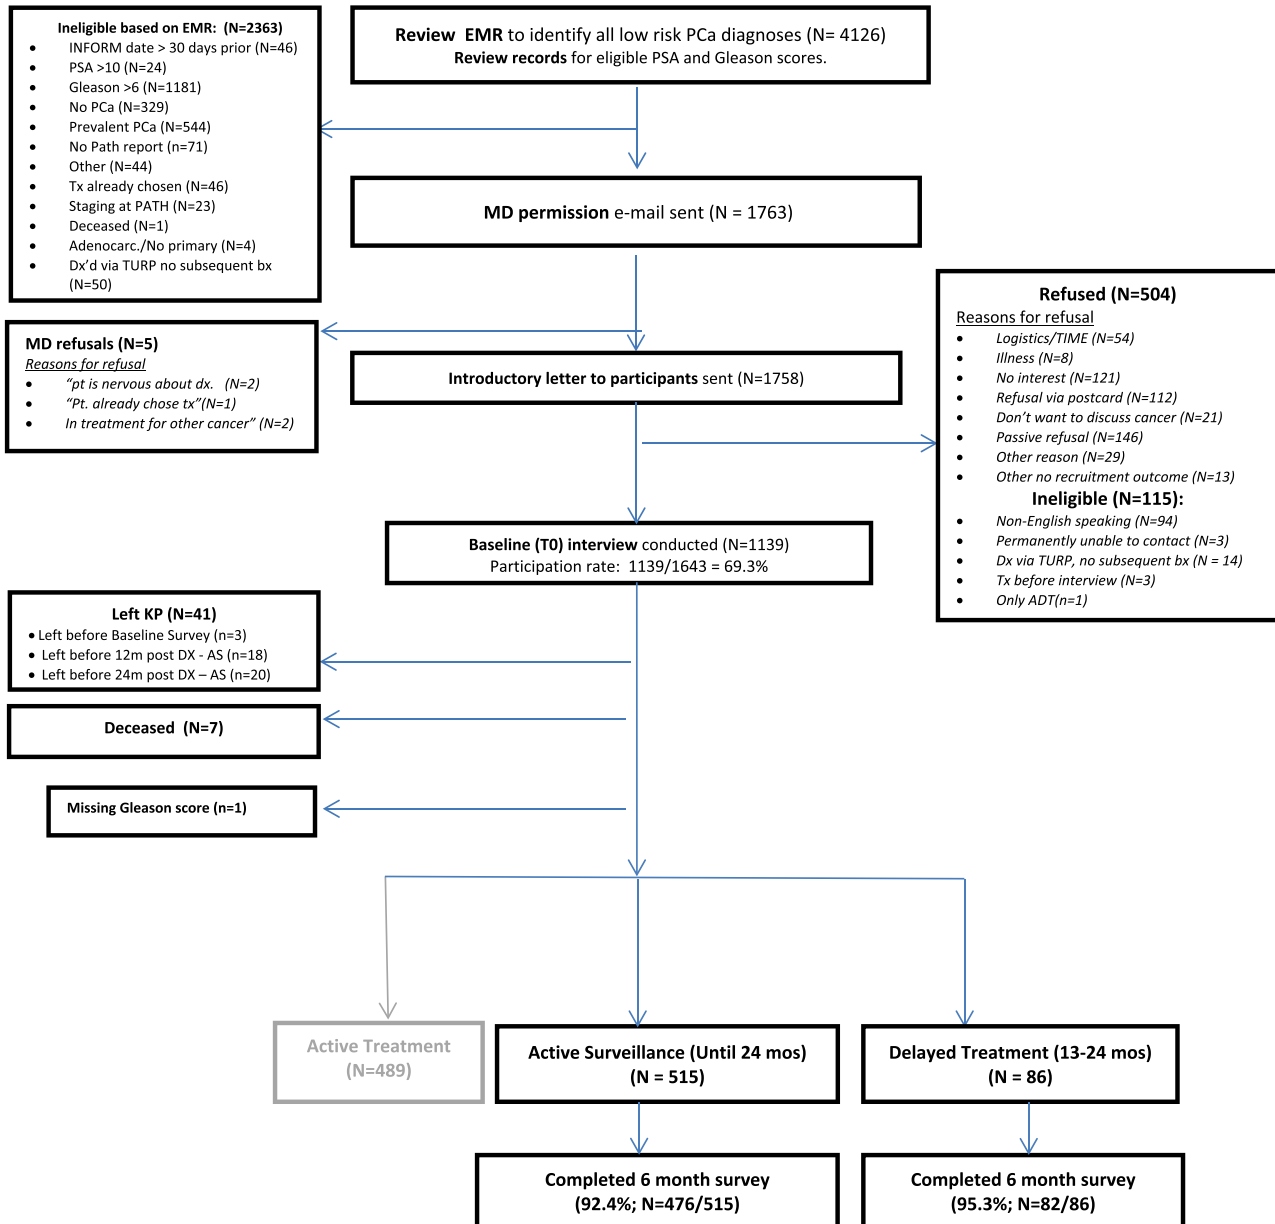 Ineligible based on EMR:  (N=2363)
• INFORM date > 30 days prior (N=46)
• PSA >10 (N=24)
• Gleason >6 (N=1181)
• No PCa (N=329)
• Prevalent PCa (N=544)
• No Path report (n=71)
• Other (N=44)
• Tx already chosen (N=46)
• Staging at PATH (N=23)
• Deceased (N=1)
• Adenocarc./No primary (N=4)
• Dx’d via TURP no subsequent bx
(N=50)
Review  EMR to identify all low risk PCa diagnoses (N= 4126)
Review records for eligible PSA and Gleason scores.
MD permission e-mail sent (N = 1763)
MD refusals (N=5)
Reasons for refusal
• “pt is nervous about dx.   (N=2)
• “Pt. already chose tx”(N=1)
• In treatment for other cancer” (N=2)
Introductory letter to participants sent (N=1758)
Refused (N=504)
Reasons for refusal
• Logistics/TIME (N=54)
• Illness (N=8)
• No interest (N=121)
• Refusal via postcard (N=112)
• Don’t want to discuss cancer (N=21)
• Passive refusal (N=146)
• Other reason (N=29)
• Other no recruitment outcome (N=13)
Ineligible (N=115):
• Non-English speaking (N=94)
• Permanently unable to contact (N=3)
• Dx via TURP, no subsequent bx (N = 14)
• Tx before interview (N=3)
• Only ADT(n=1)
Baseline (T0) interview conducted (N=1139)
Participation rate:  1139/1643 = 69.3%
Left KP (N=41)
• Left before Baseline Survey (n=3)
• Left before 12m post DX - AS (n=18)
• Left before 24m post DX – AS (n=20)
Deceased  (N=7)
Missing Gleason score (n=1)
Active Treatment
(N=489)
Active Surveillance (Until 24 mos)
(N = 515)
Delayed Treatment (13-24 mos)
(N = 86)
Completed 6 month survey
(92.4%; N=476/515)
Completed 6 month survey
(95.3%; N=82/86)